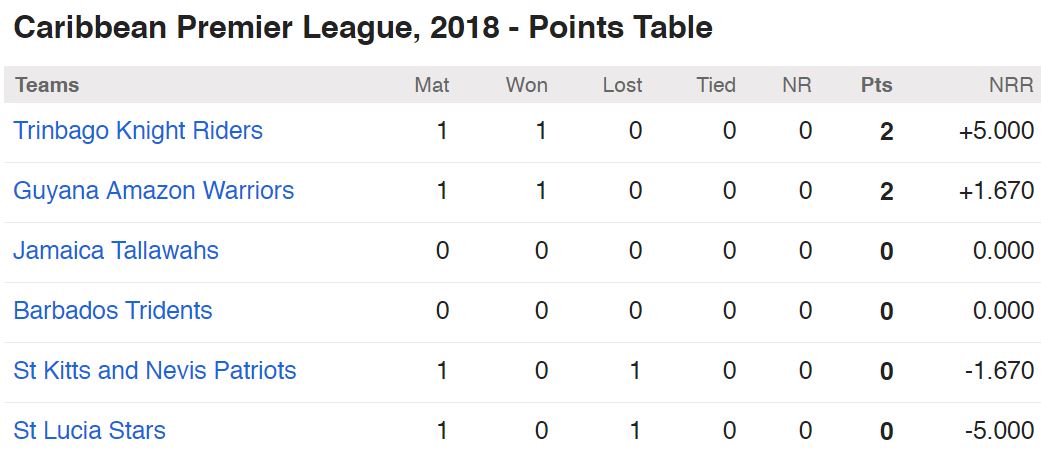 Caribbean Premier League, 2018 - Points Table
Teams Mat Won Lost Tied NR Pts NRR
Trinbago Knight Riders 1 1 0 0 0 2 +5.000
Guyana Amazon Warriors 1 1 0 0 0 2 +1.670
Jamaica Tallawahs 0 0 0 0 0 0 0.000
Barbados Tridents 0 0 0 0 0 0 0.000
St Kitts and Nevis Patriots 1 0 1 0 0 0 -1.670
St Lucia Stars 1 0 1 0 0 0 -5.000